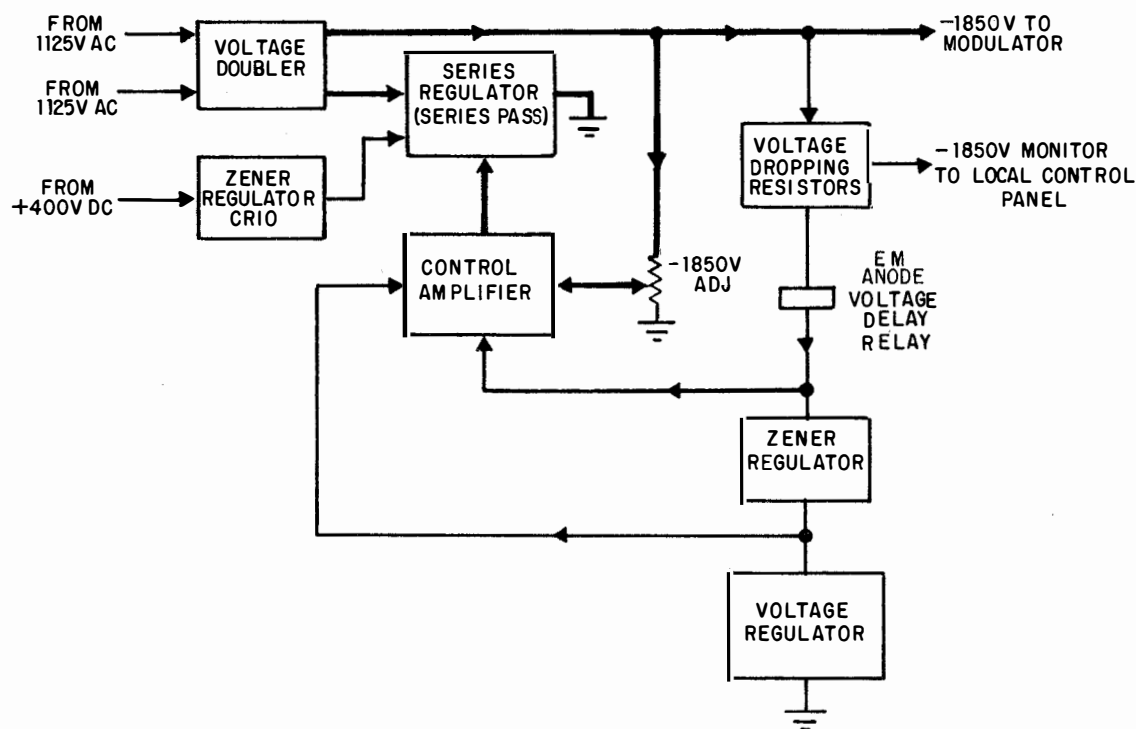 FROM
1125V AC
FROM
1125V AC
VOLTAGE
DOUBLER
SERIES
REGULATOR
(SERIES PASS)
-1850V TO
MODULATOR
VOLTAGE
DROPPING
RESISTORS
-1850V MONITOR
TO LOCAL CONTROL
PANEL
FROM
+400V DC
ZENER
REGULATOR
CR10
CONTROL
AMPLIFIER
-1850V
ADJ
EM
ANODE
VOLTAGE
DELAY
RELAY
ZENER
REGULATOR
VOLTAGE
REGULATOR